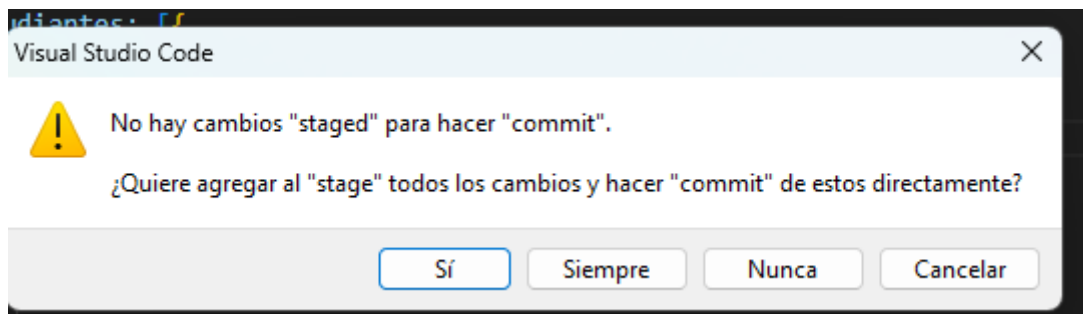 udiantes: [{
Visual Studio Code
No hay cambios "staged" para hacer "commit".
¿Quiere agregar al "stage" todos los cambios y hacer "commit" de estos directamente?
Sí Siempre Nunca Cancelar